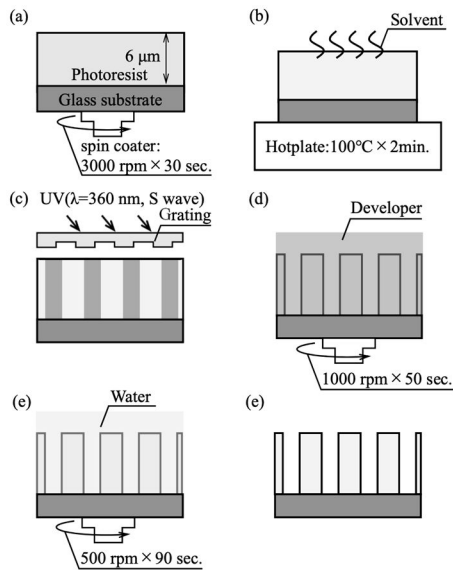 (a)
6 μm
Photoresist
Glass substrate
spin coater:
3000 rpm × 30 sec.
(b)
Solvent
Hotplate:100℃ × 2min.
(c)
UV(λ=360 nm, S wave)
Grating
(d)
Developer
1000 rpm × 50 sec.
(e)
Water
500 rpm × 90 sec.
(e)